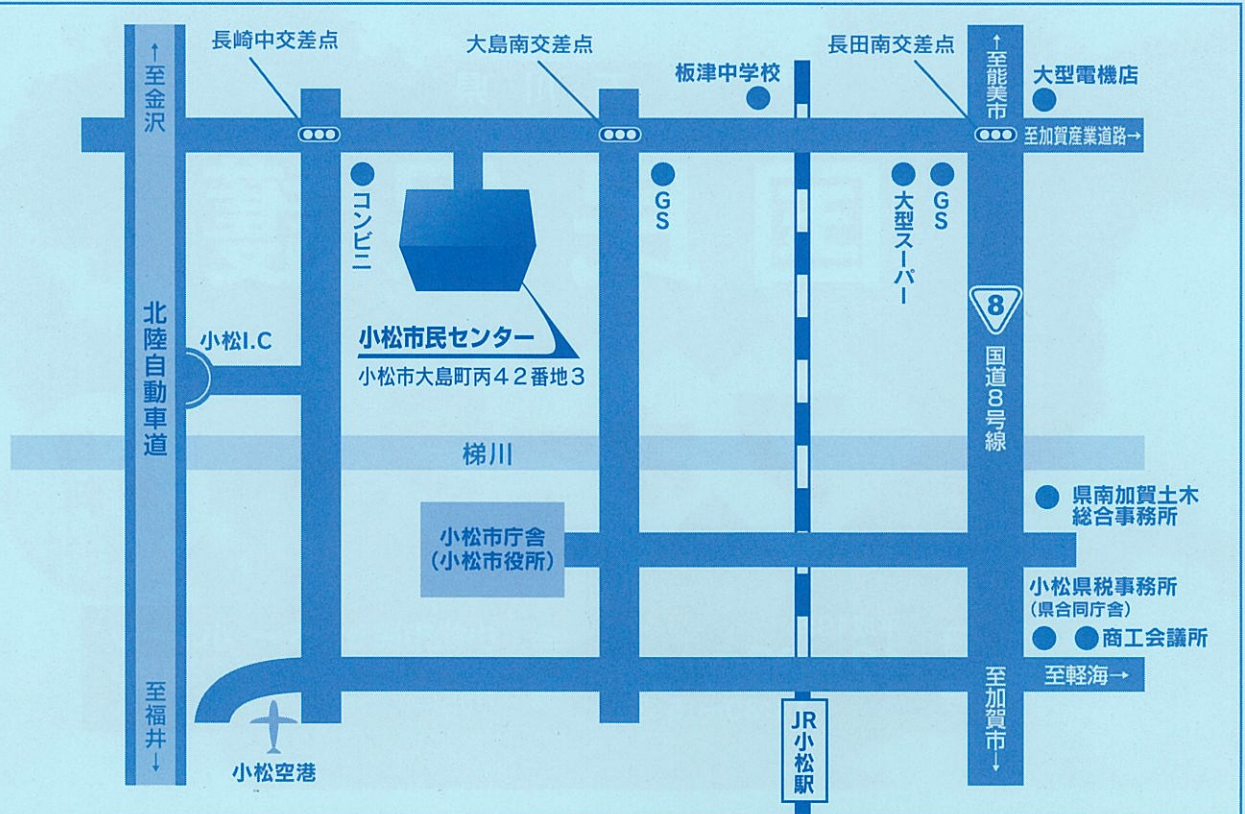 長崎中交差点
大島南交差点
長田南交差点
↑至金沢
板津中学校
↑至能美市
大型電機店
至加賀産業道路→
コンビニ
GS
大型スーパー
GS
8
国道8号線
北陸自動車道
小松I.C
小松市民センター
小松市大島町丙42番地3
梯川
小松市庁舎
(小松市役所)
県南加賀土木
総合事務所
小松県税事務所
(県合同庁舎)
商工会議所
至軽海→
至福井↓
至加賀市↓
小松空港
JR小松駅